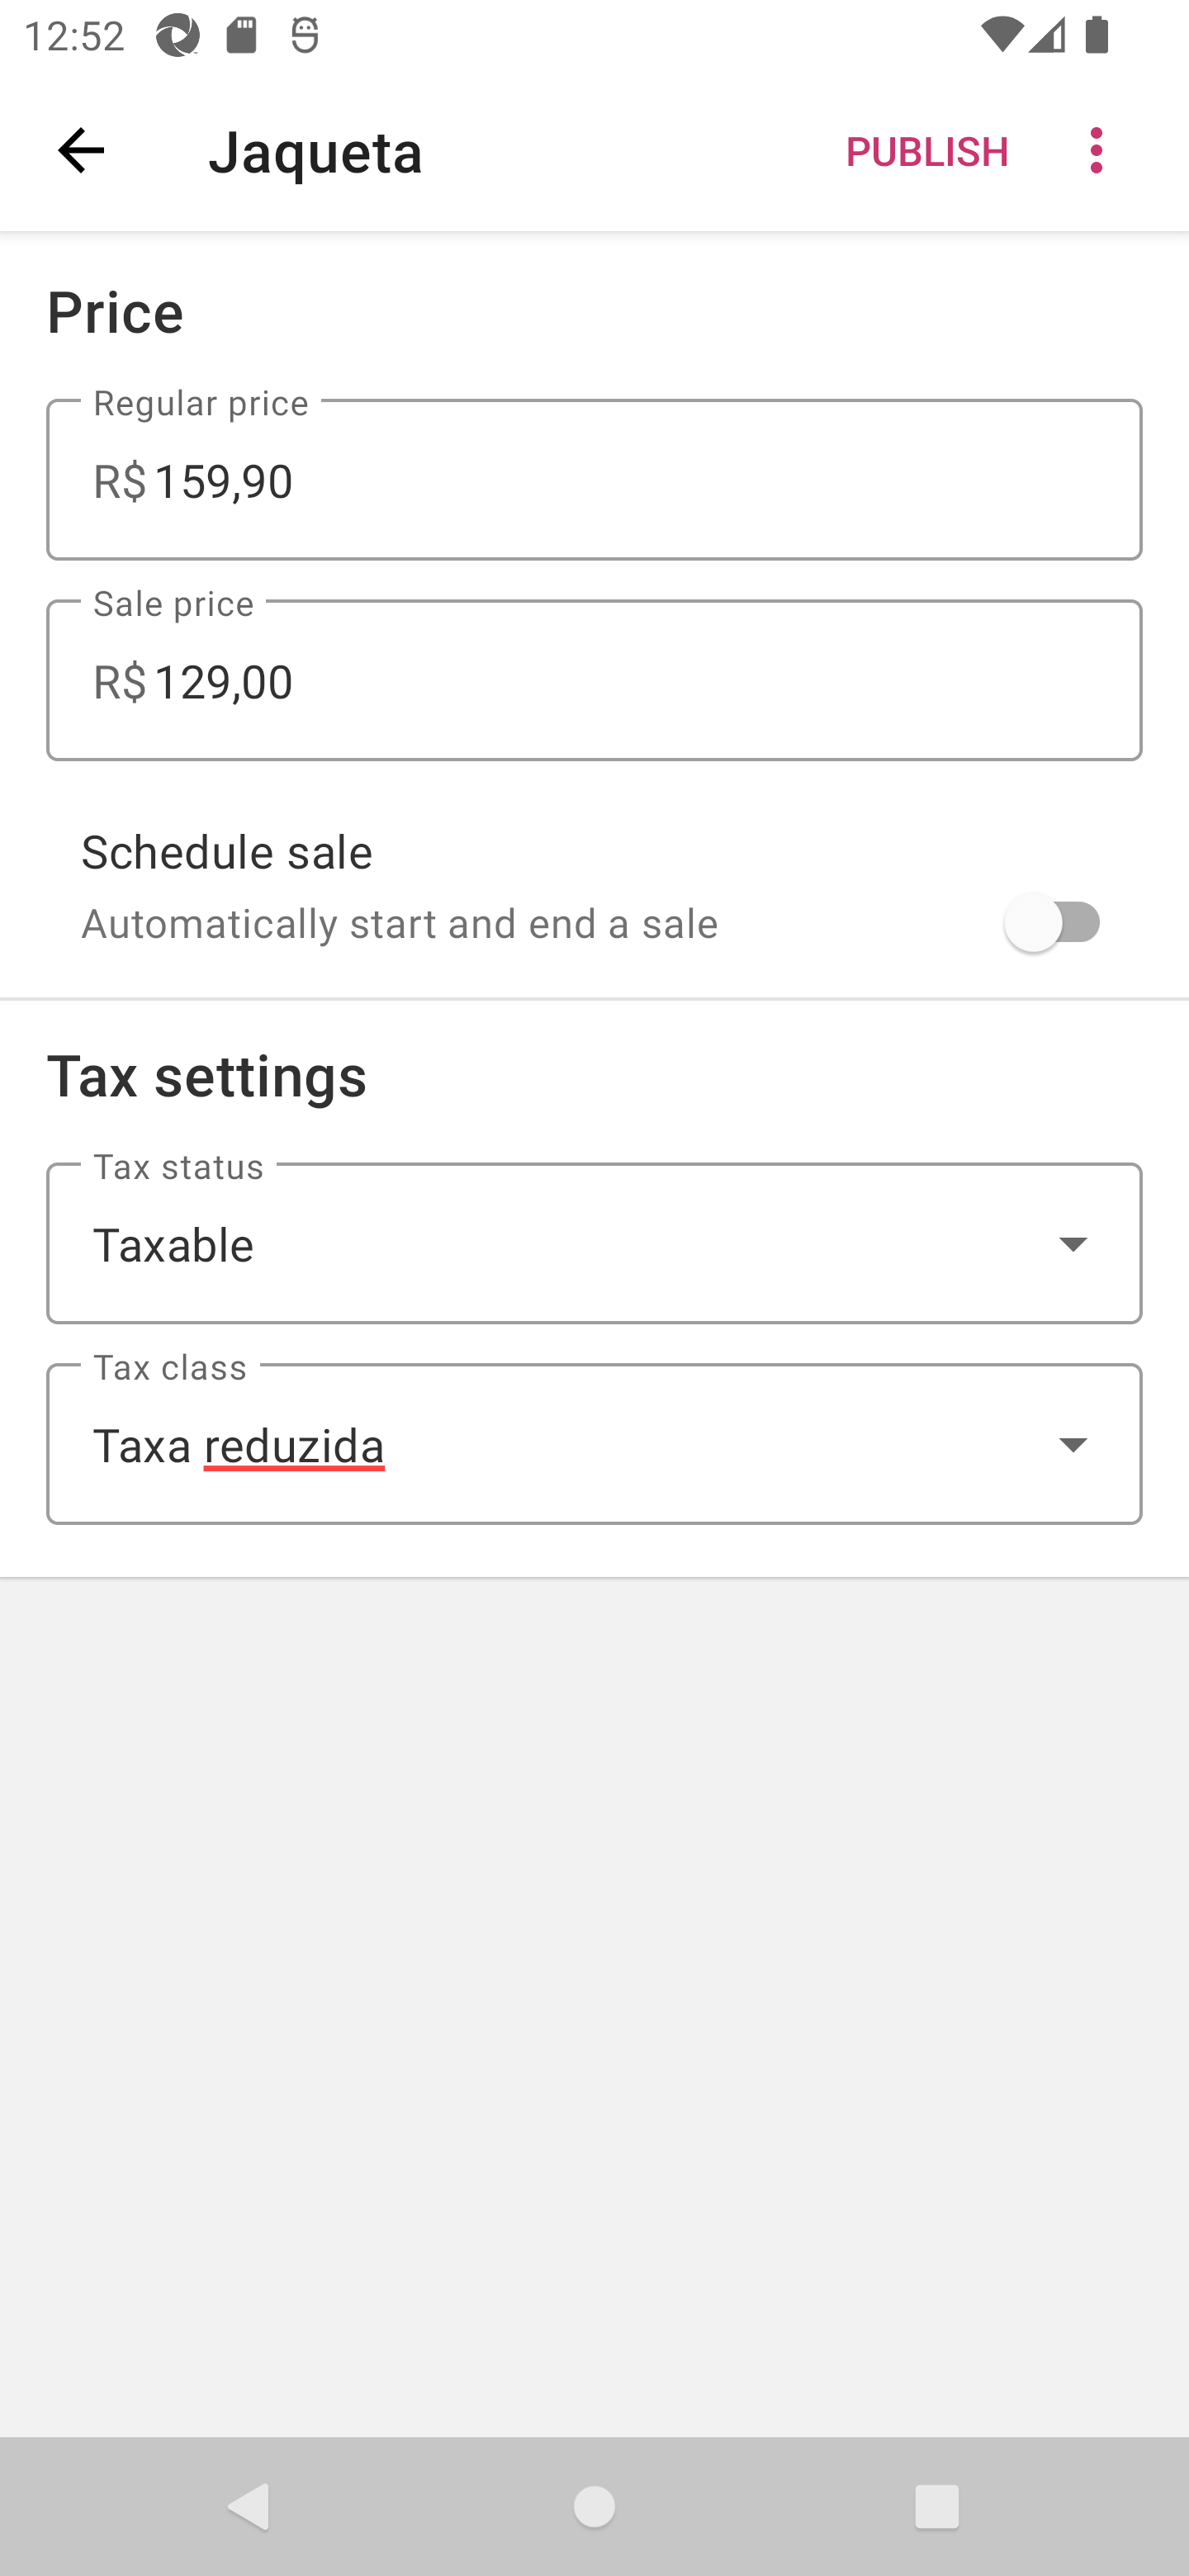 12:52
Jaqueta
PUBLISH
Price
Regular price
R$ 159,90
Sale price
R$ 129,00
Schedule sale
Automatically start and end a sale
Tax settings
Tax status
Taxable
Tax class
Taxa reduzida